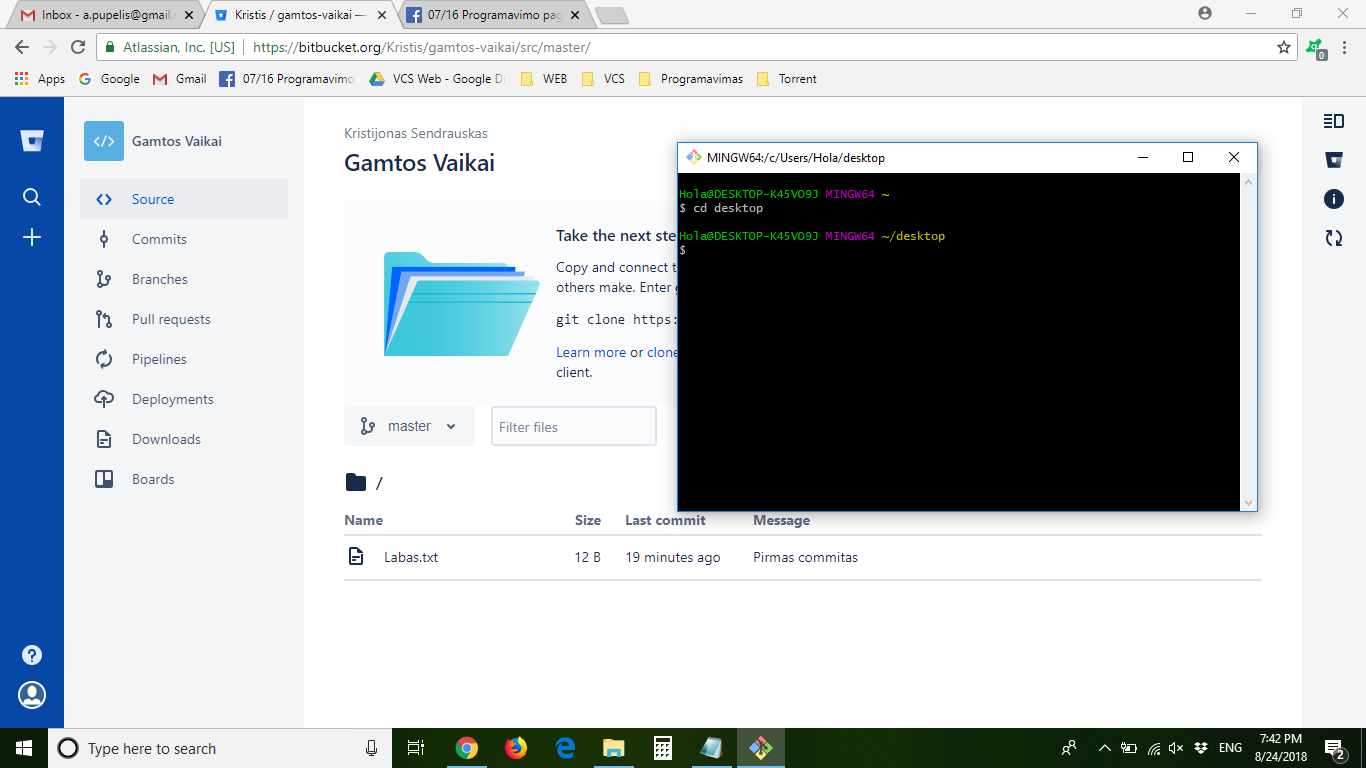 Inbox - a.pupelis@gmail.
Kristis / gamtos-vaikai —
07/16 Programavimo pag
Atlassian, Inc. [US]
https://bitbucket.org/Kristis/gamtos-vaikai/src/master/
0
Apps
Google
Gmail
07/16 Programavimo
VCS Web - Google Dr
WEB
VCS
Programavimas
Torrent
Gamtos Vaikai
Source
Commits
Branches
Pull requests
Pipelines
Deployments
Downloads
Boards
Kristijonas Sendrauskas
Gamtos Vaikai
Take the next ste
Copy and connect t
others make. Enter g
git clone https:
Learn more or clone
client.
master
Filter files
/
Name Size Last commit Message
Labas.txt 12 B 19 minutes ago Pirmas commitas
MINGW64:/c/Users/Hola/desktop
Hola@DESKTOP-K45VO9J MINGW64 ~
$ cd desktop
Hola@DESKTOP-K45VO9J MINGW64 ~/desktop
$
Type here to search
ENG
7:42 PM
8/24/2018
2